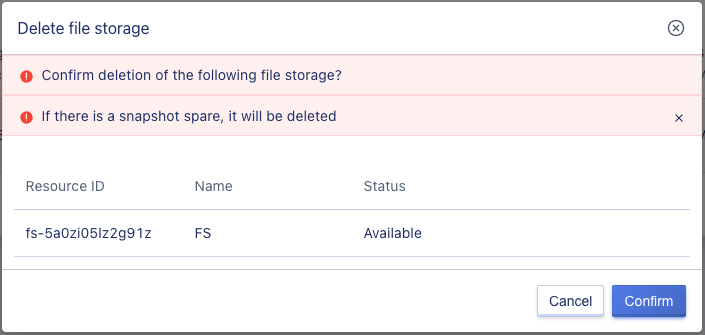 Delete file storage
Confirm deletion of the following file storage?
If there is a snapshot spare, it will be deleted
Resource ID Name Status
fs-5a0zi05lz2g91z FS Available
Cancel Confirm